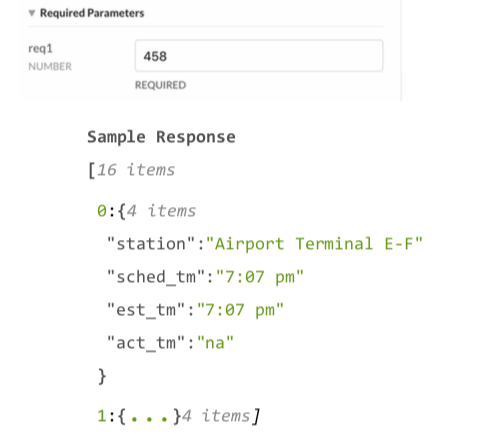 ▼ Required Parameters
req1
458
NUMBER
REQUIRED
Sample Response
[16 items
0:{4 items
"station":"Airport Terminal E-F"
"sched_tm":"7:07 pm"
"est_tm":"7:07 pm"
"act_tm":"na"
}
1:{...}4 items]